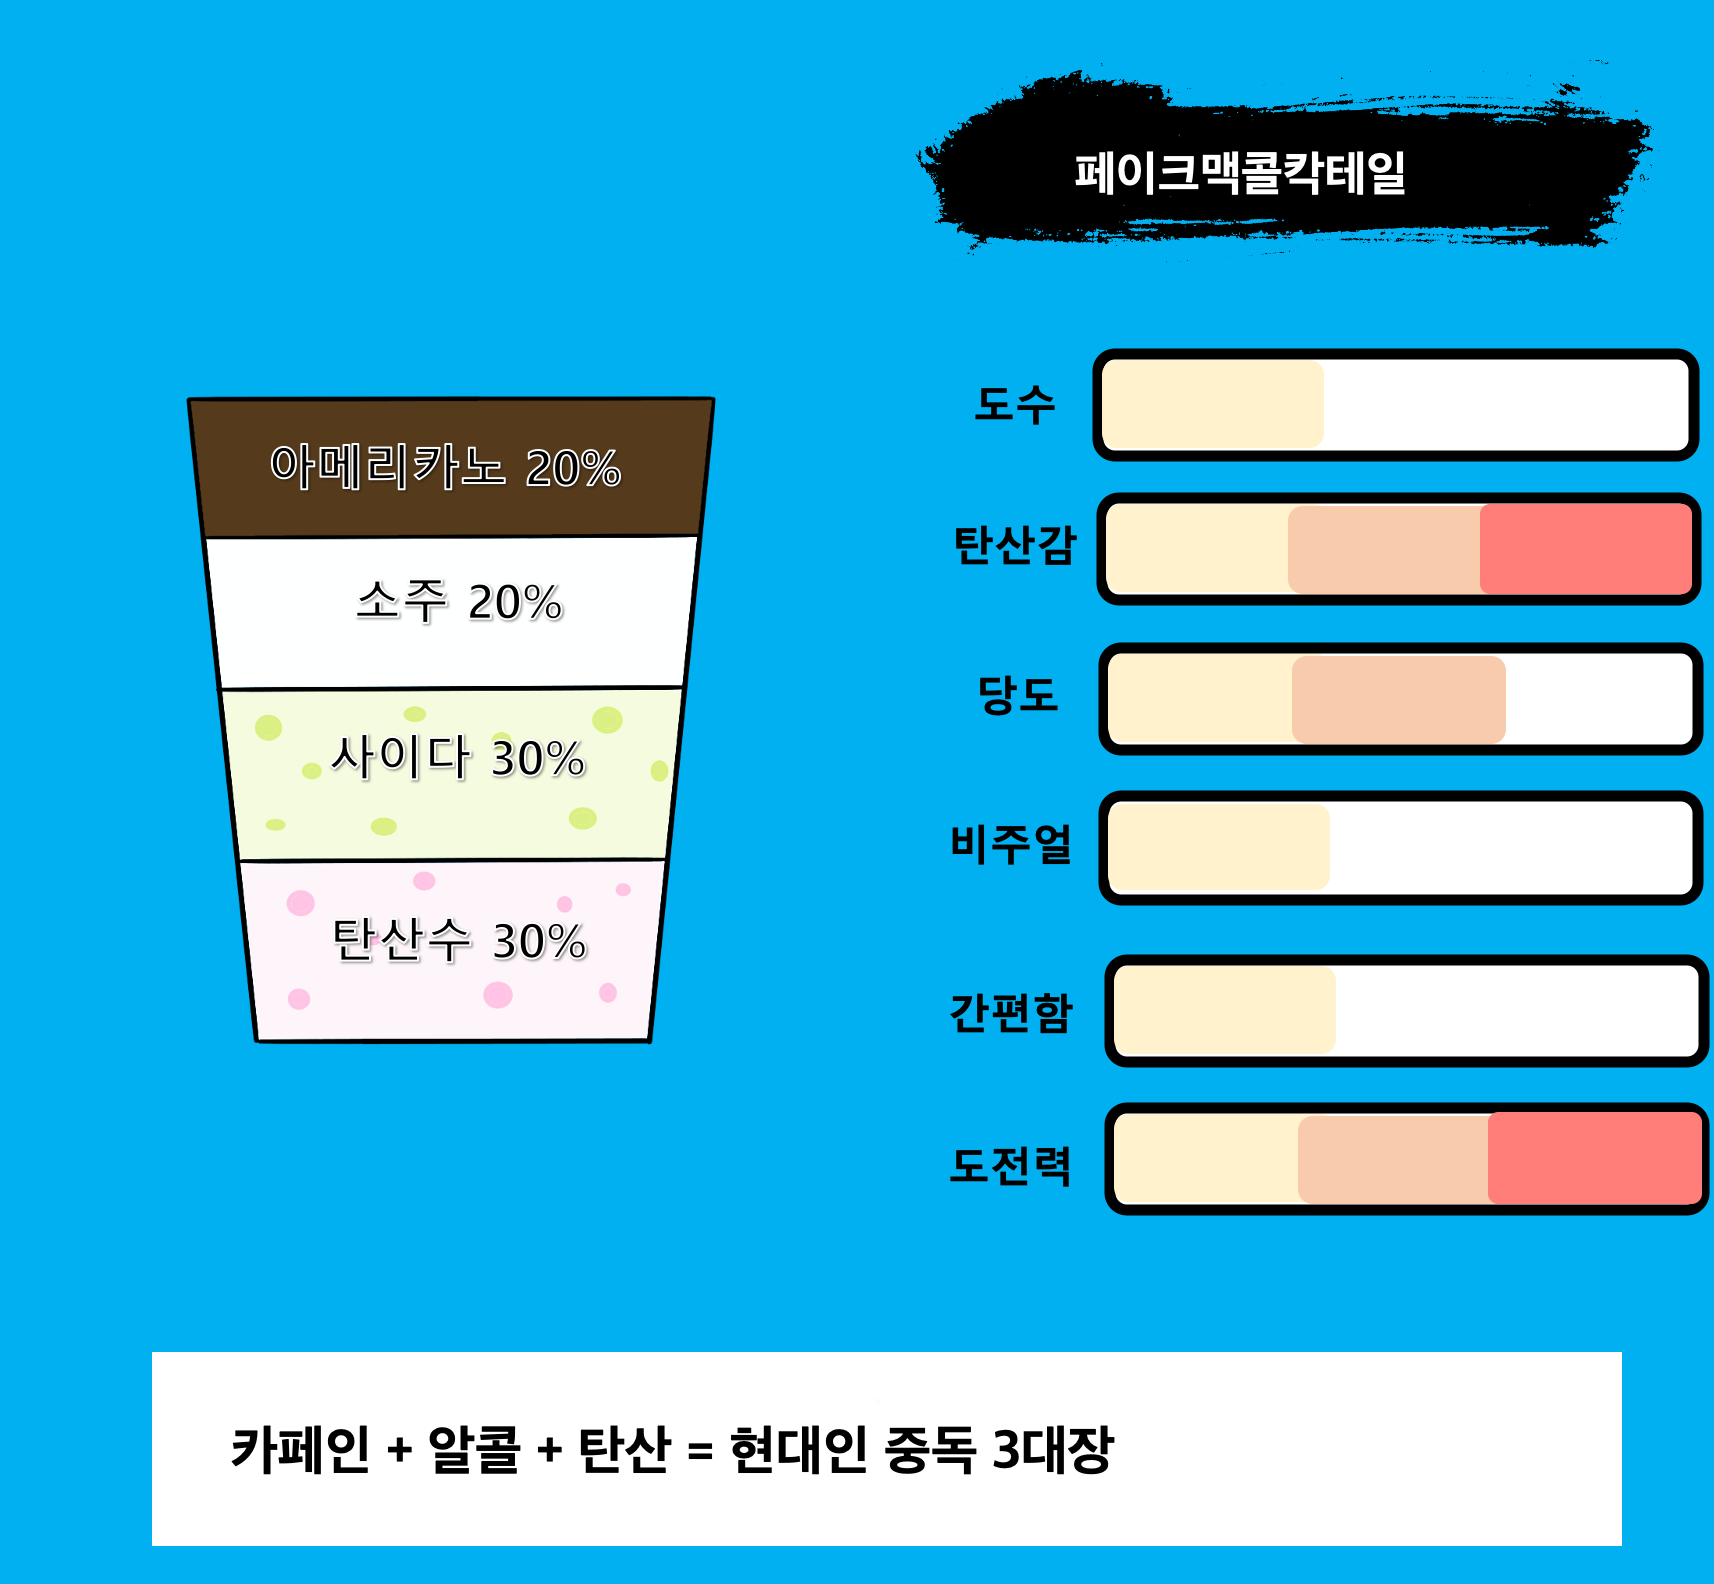 페이크맥콜칵테일
아메리카노 20%
소주 20%
사이다 30%
탄산수 30%
도수
탄산감
당도
비주얼
간편함
도전력
카페인 + 알콜 + 탄산 = 현대인 중독 3대장